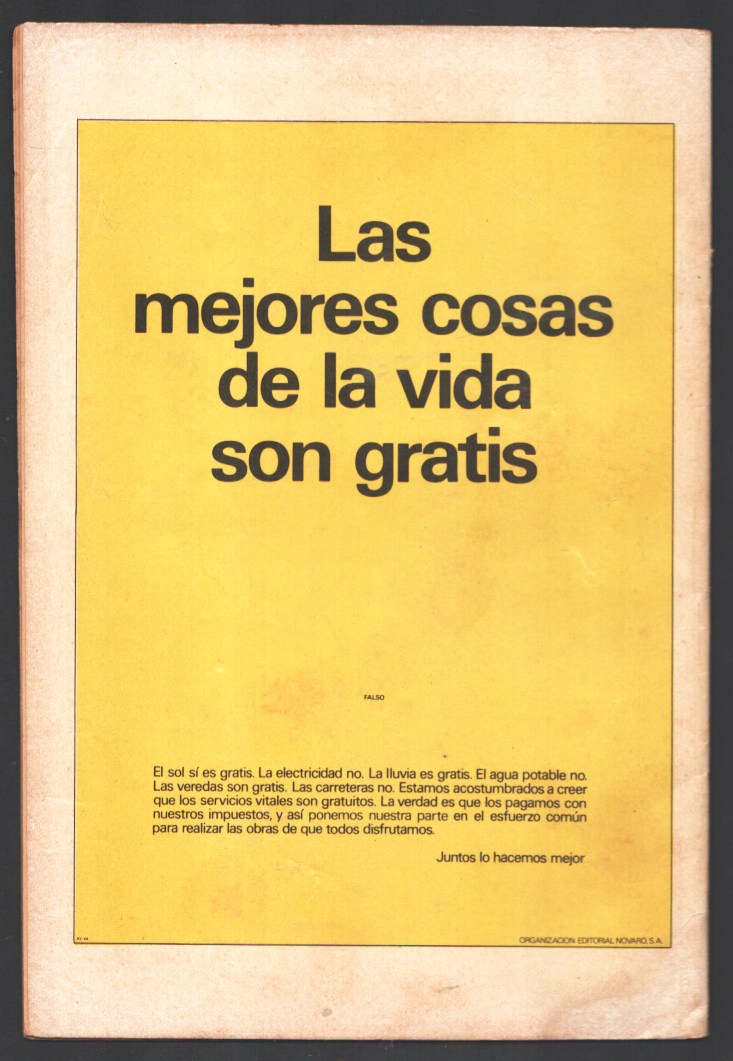 Las
mejores cosas
de la vida
son gratis
FALSO
El sol sí es gratis. La electricidad no. La lluvia es gratis. El agua potable no.
Las veredas son gratis. Las carreteras no. Estamos acostumbrados a creer
que los servicios vitales son gratuitos. La verdad es que los pagamos con
nuestros impuestos, y así ponemos nuestra parte en el esfuerzo común
para realizar las obras de que todos disfrutamos.
Juntos lo hacemos mejor
ORGANIZACION EDITORIAL NOVARO, S.A.